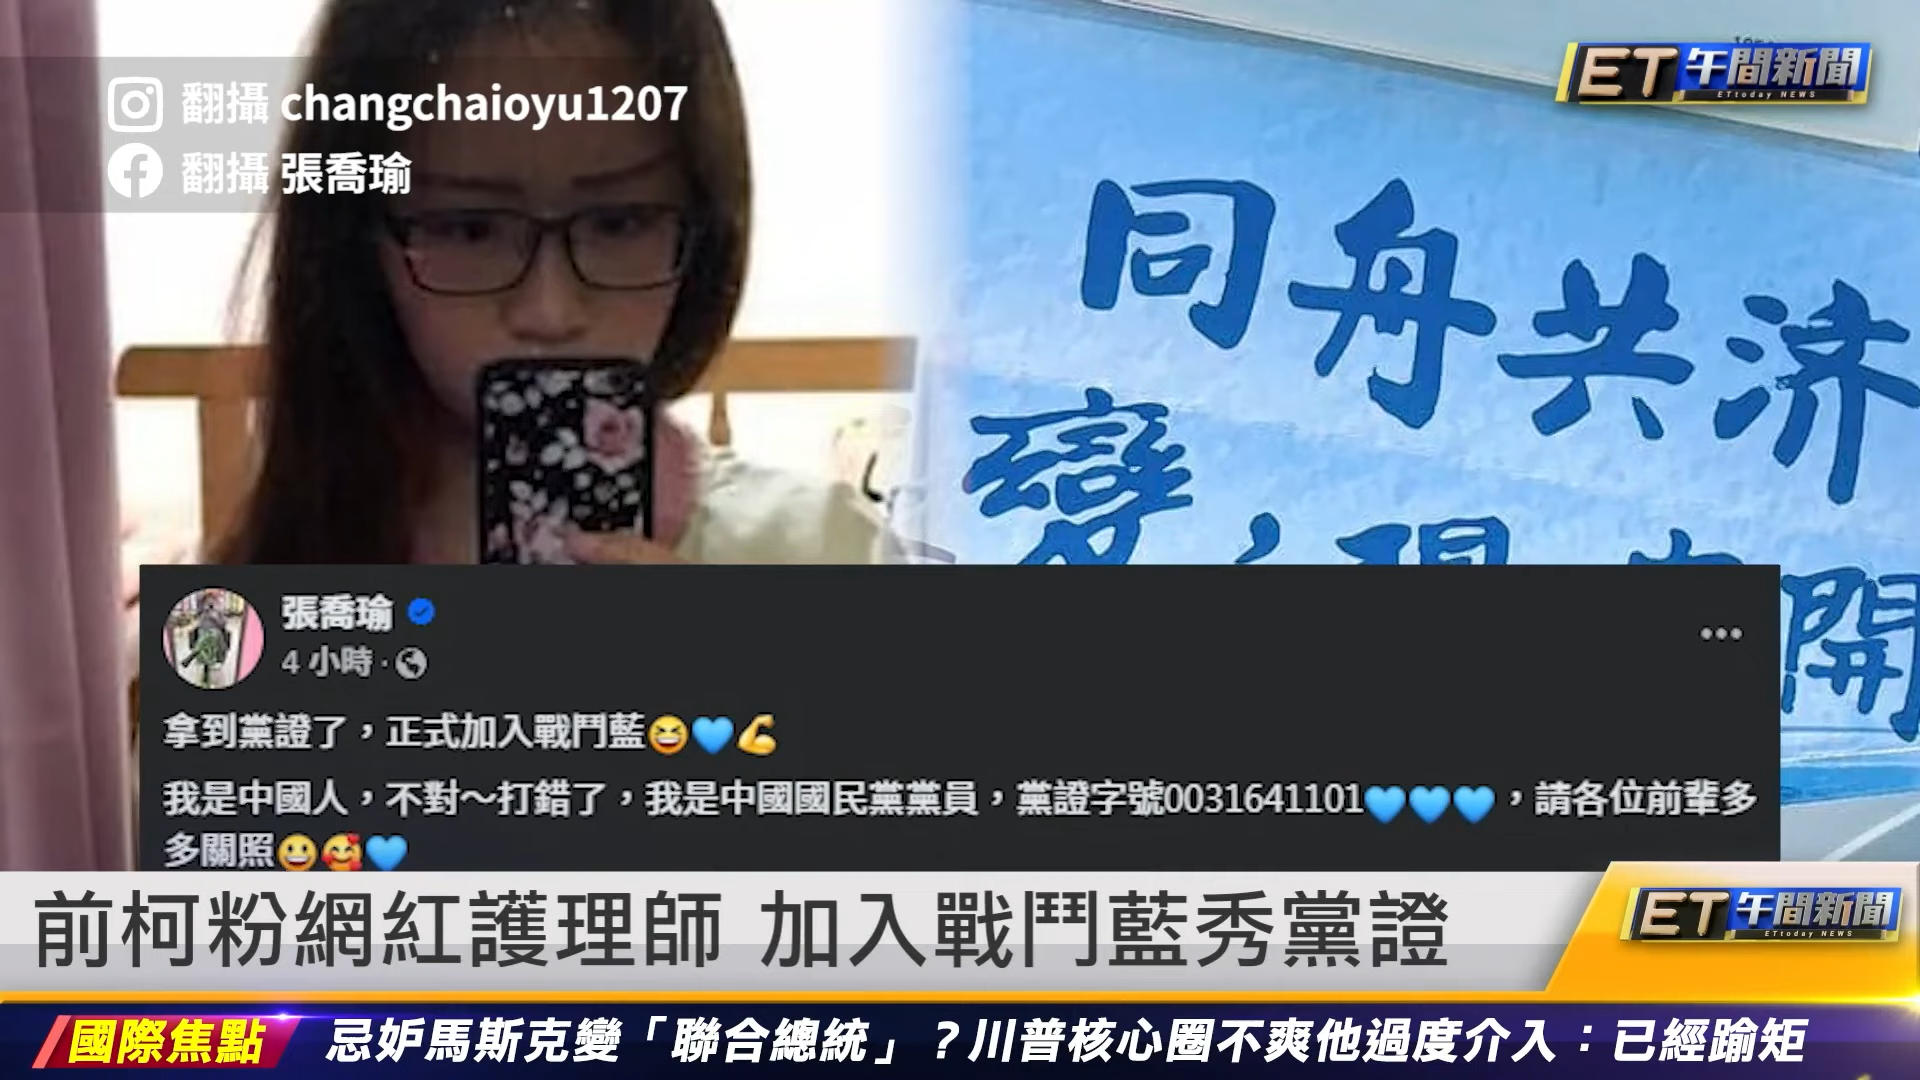 翻攝 changchaioyu1207
翻攝 張喬瑜
ET午間新聞
ETtoday NEWS
同舟共济
變
開
張喬瑜
4 小時
拿到黨證了，正式加入戰鬥藍😆💙💪
我是中國人，不對～打錯了，我是中國國民黨黨員，黨證字號0031641101💙💙💙，請各位前輩多
多關照😀🥰💙
前柯粉網紅護理師 加入戰鬥藍秀黨證
ET午間新聞
ETtoday NEWS
國際焦點
忌妒馬斯克變「聯合總統」？川普核心圈不爽他過度介入：已經踰矩